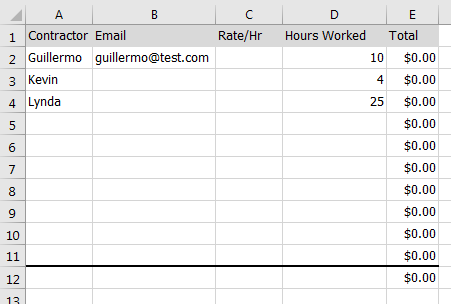 A B C D E
1 Contractor Email Rate/Hr Hours Worked Total
2 Guillermo guillermo@test.com 10 $0.00
3 Kevin 4 $0.00
4 Lynda 25 $0.00
5 $0.00
6 $0.00
7 $0.00
8 $0.00
9 $0.00
10 $0.00
11 $0.00
12 $0.00
13